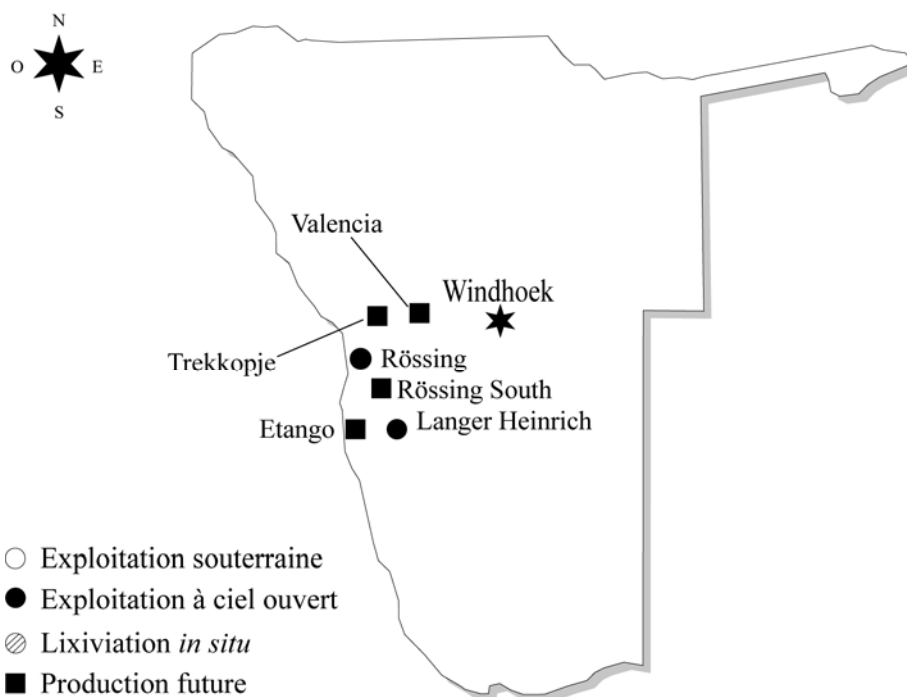 N
O
E
S
Valencia
Windhoek
Trekkopje
Rössing
Rössing South
Etango
Langer Heinrich
Exploitation souterraine
Exploitation à ciel ouvert
Lixiviation in situ
Production future